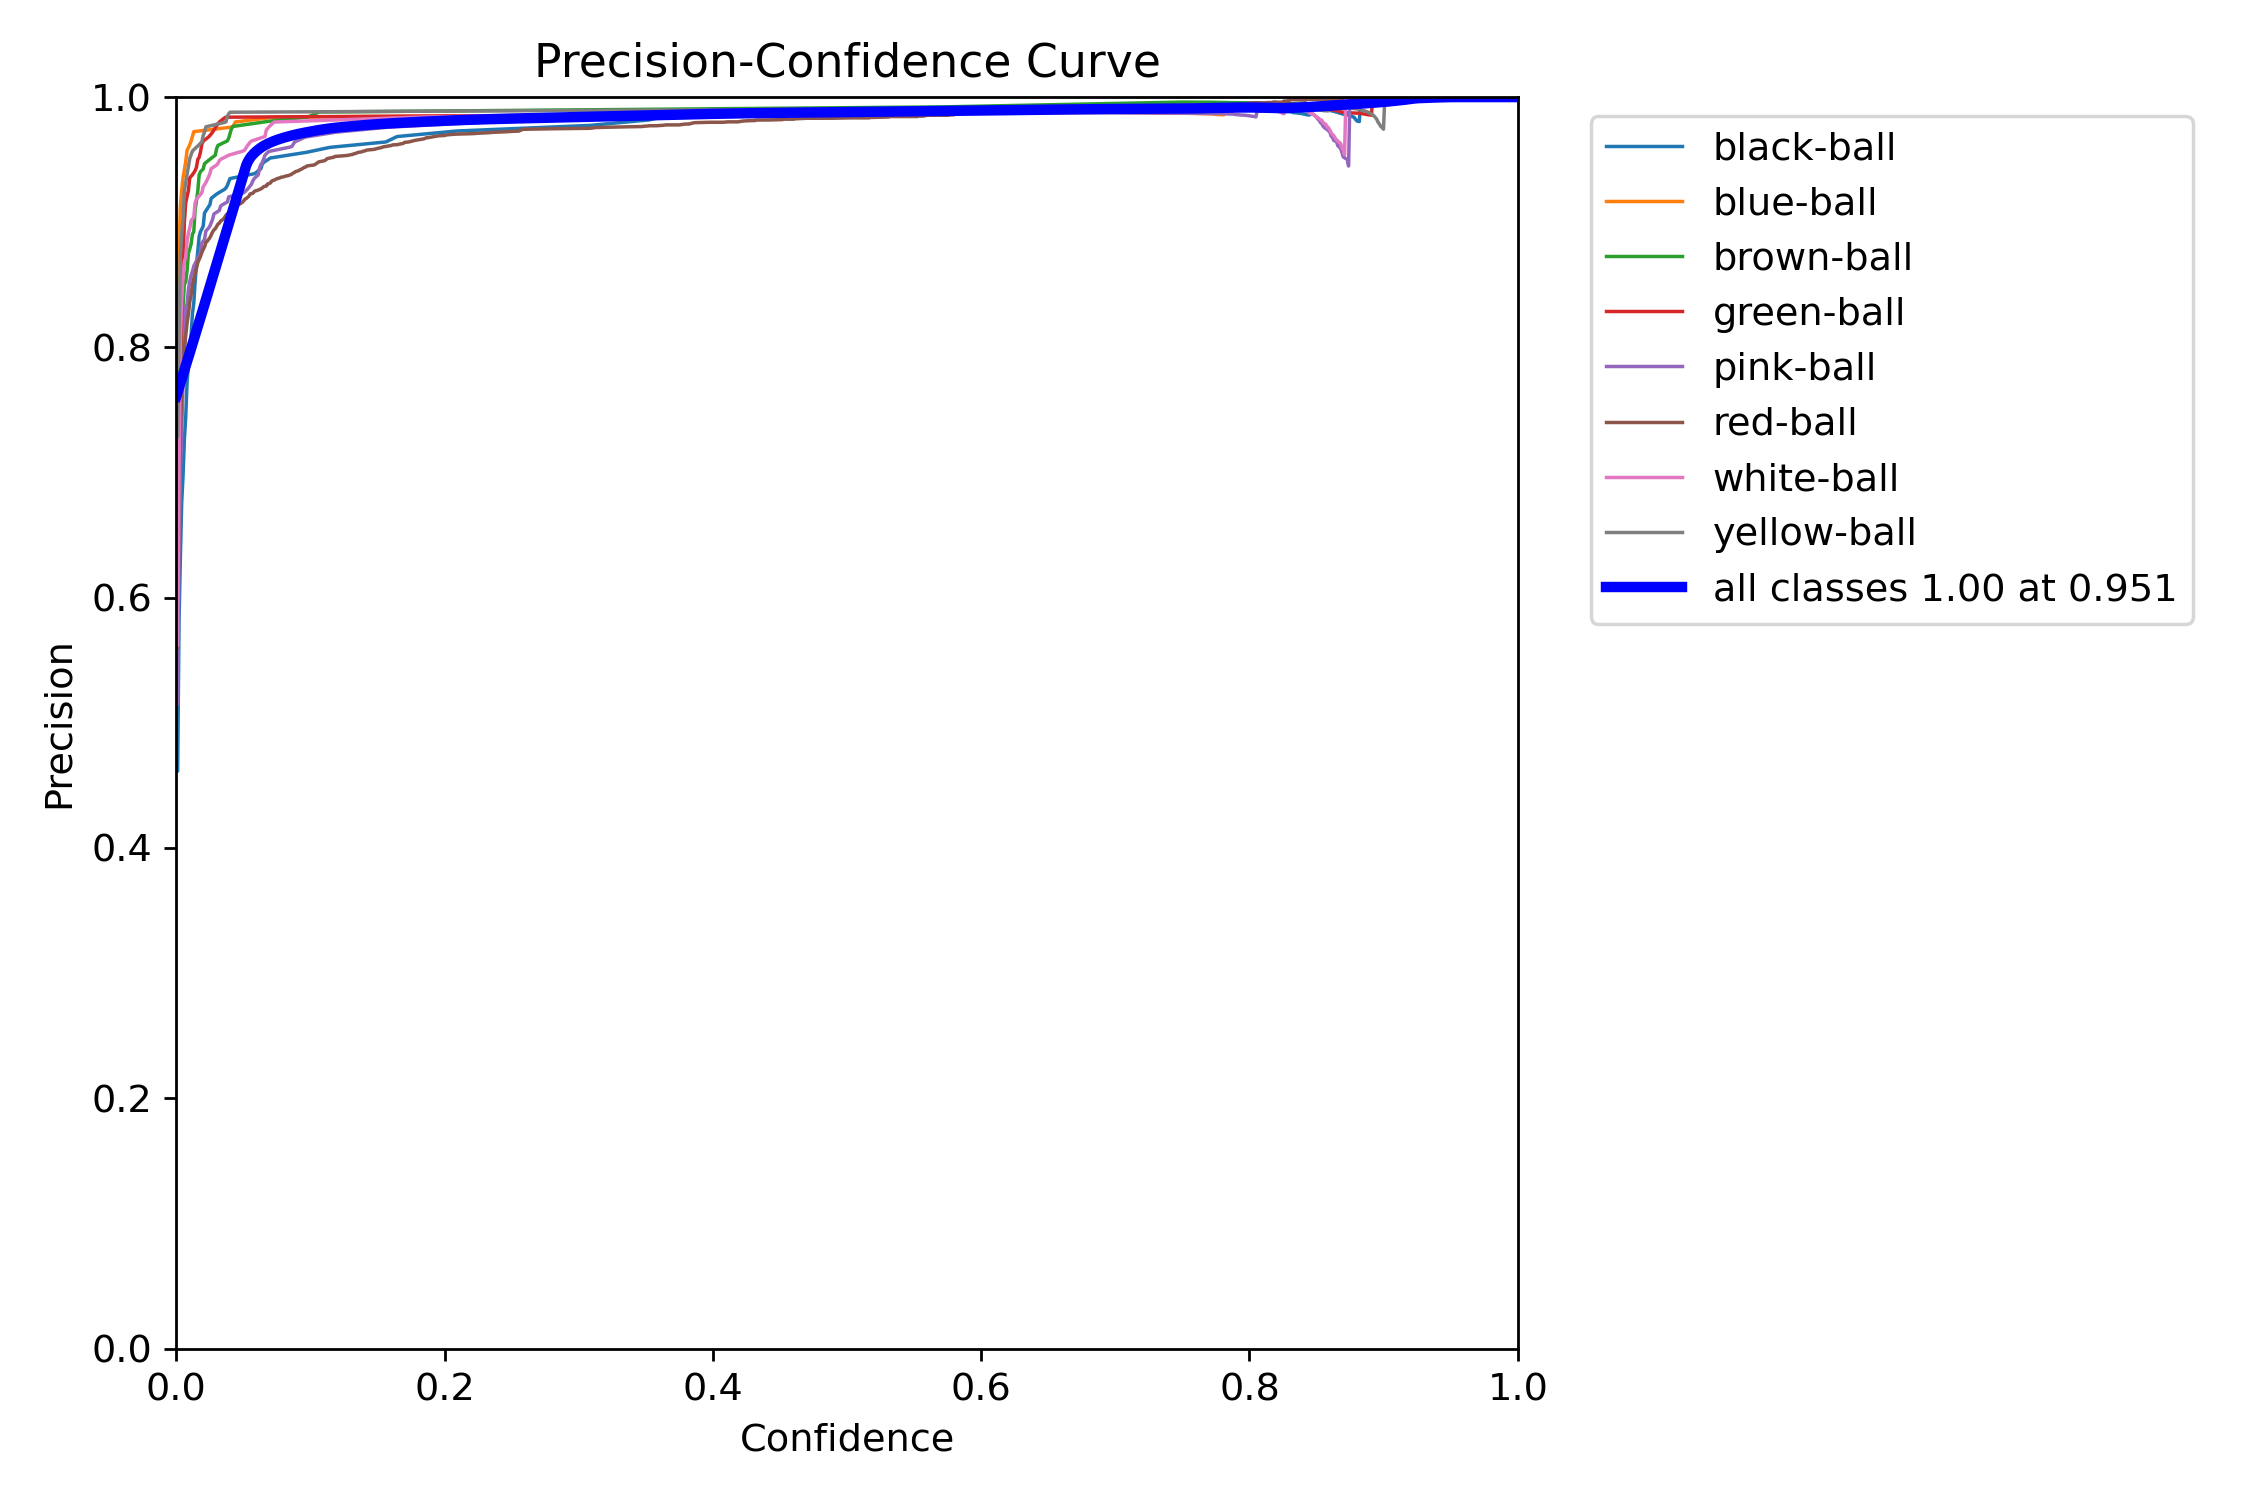 Precision-Confidence Curve
1.0
0.8
0.6
0.4
0.2
0.0
Precision
0.0 0.2 0.4 0.6 0.8 1.0
Confidence
black-ball
blue-ball
brown-ball
green-ball
pink-ball
red-ball
white-ball
yellow-ball
all classes 1.00 at 0.951